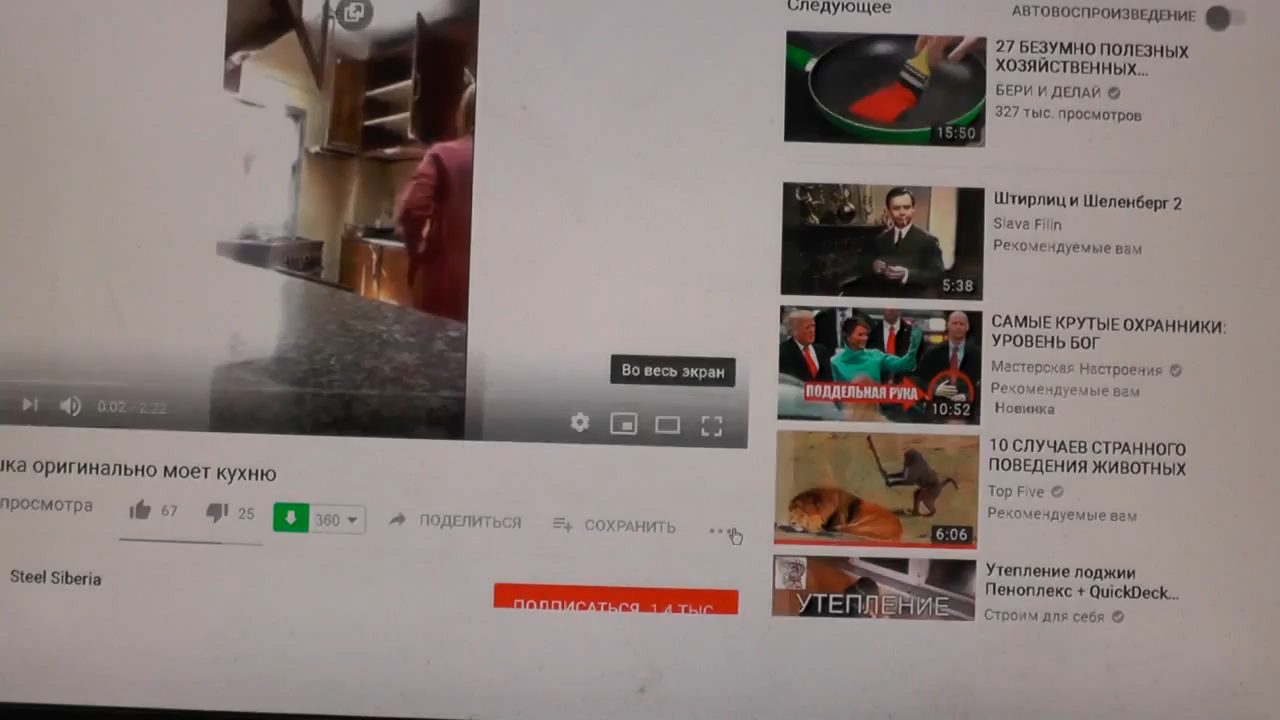 Во весь экран
0:02 / 2:22
оригинально моет кухню
просмотра
67
25
360
ПОДЕЛИТЬСЯ
СОХРАНИТЬ
Steel Siberia
ПОДПИСАТЬСЯ 1,4 ТЫС.
Следующее
АВТОВОСПРОИЗВЕДЕНИЕ
15:50
27 БЕЗУМНО ПОЛЕЗНЫХ
ХОЗЯЙСТВЕННЫХ...
БЕРИ И ДЕЛАЙ
327 тыс. просмотров
5:38
Штирлиц и Шеленберг 2
Slava Filin
Рекомендуемые вам
ПОДДЕЛЬНАЯ РУКА
10:52
САМЫЕ КРУТЫЕ ОХРАННИКИ:
УРОВЕНЬ БОГ
Мастерская Настроения
Рекомендуемые вам
Новинка
6:06
10 СЛУЧАЕВ СТРАННОГО
ПОВЕДЕНИЯ ЖИВОТНЫХ
Top Five
Рекомендуемые вам
УТЕПЛЕНИЕ
Утепление лоджии
Пеноплекс + QuickDeck...
Строим для себя